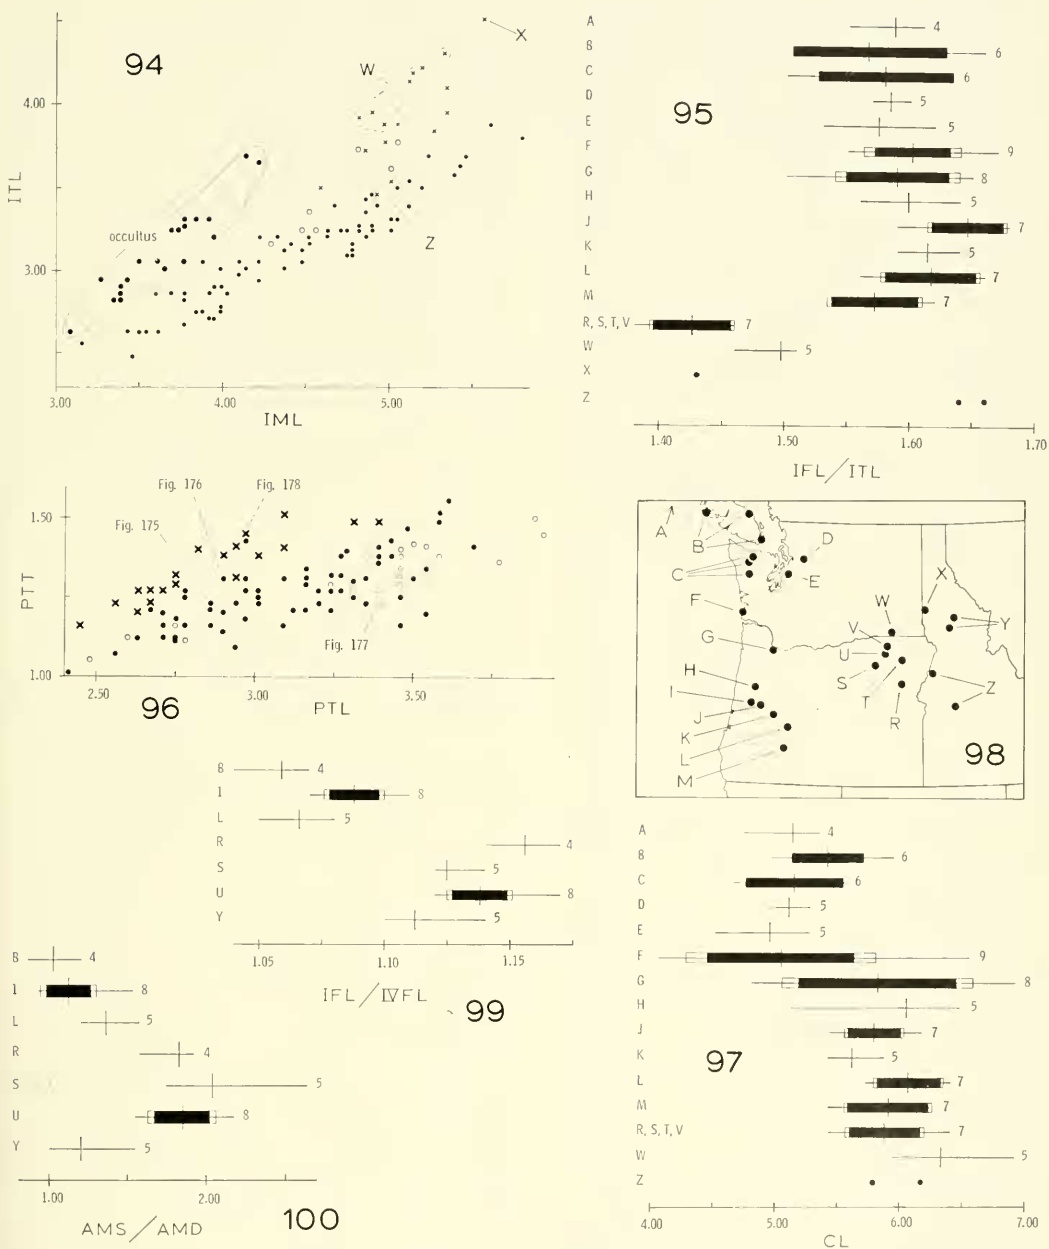 94
X
W
4.00
ITL
occultus
Z
3.00
3.00
4.00
5.00
IML
95
A
4
B
6
C
6
D
5
E
5
F
9
G
8
H
5
J
7
K
5
L
7
M
7
R, S, T, V
7
W
5
X
Z
1.40
1.50
1.60
1.70
IFL/ITL
Fig. 176
Fig. 178
Fig. 175
1.50
PTT
Fig. 177
1.00
2.50
3.00
3.50
96
PTL
A
B
C
D
E
F
G
H
I
J
K
L
M
X
W
V
U
Y
S
T
R
Z
98
B
4
I
8
L
5
R
4
S
5
U
8
Y
5
1.05
1.10
1.15
IFL/IVFL
99
B
4
I
8
L
5
R
4
S
5
U
8
Y
5
1.00
2.00
AMS/AMD
100
A
4
B
6
C
6
D
5
E
5
F
9
G
8
H
5
J
7
K
5
97
L
7
M
7
R, S, T, V
7
W
5
Z
4.00
5.00
6.00
7.00
CL